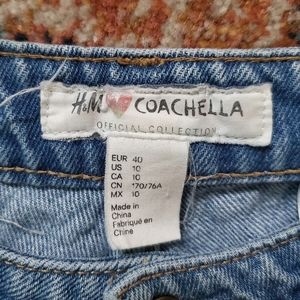 H&M COACHELLA
OFFICIAL COLLECTION
EUR 40
US 10
CA 10
CN 170/76A
MX 10
Made in
China
Fabriqué en
Chine